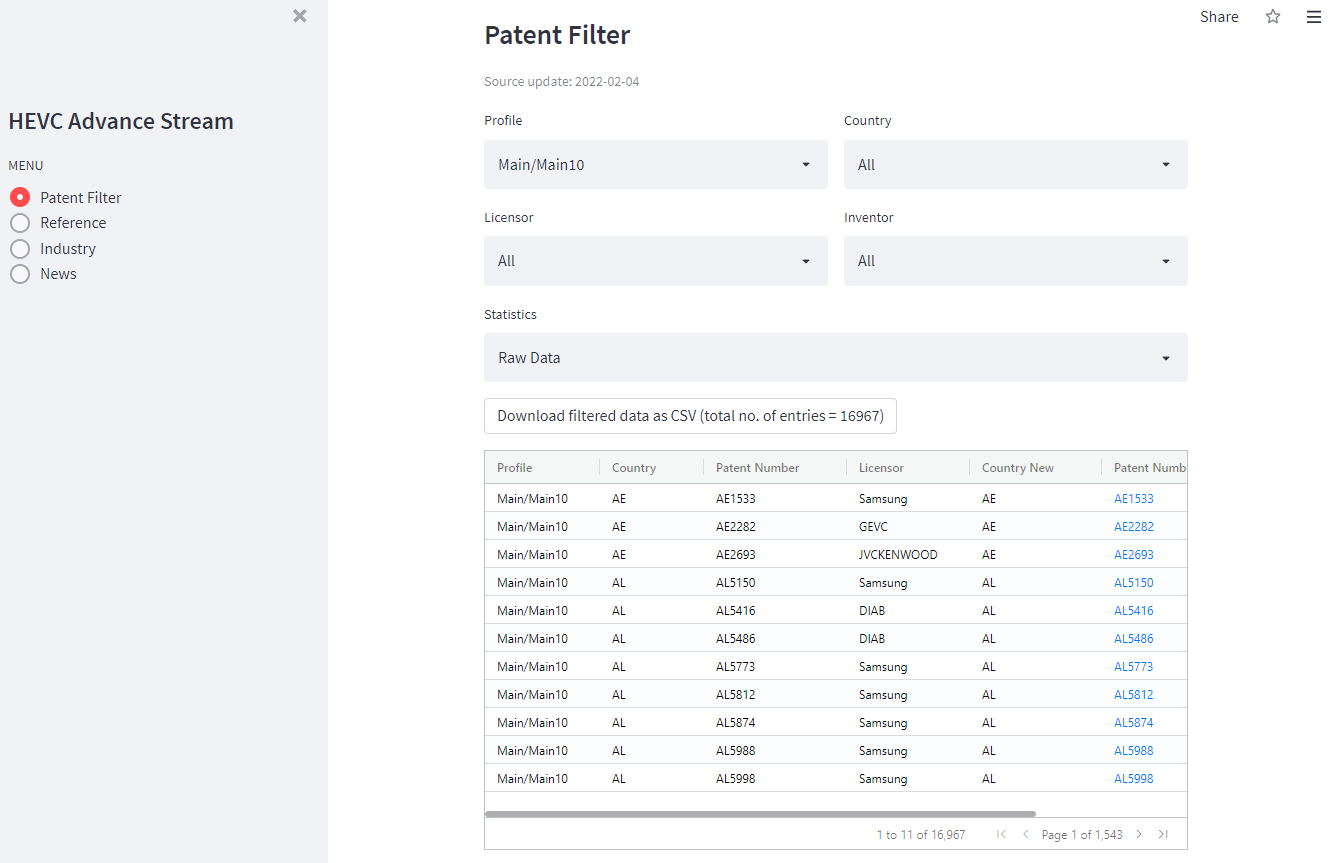 HEVC Advance Stream
MENU
Patent Filter
Reference
Industry
News
Share
Patent Filter
Source update: 2022-02-04
Profile Country
Main/Main10 All
Licensor Inventor
All All
Statistics
Raw Data
Download filtered data as CSV (total no. of entries = 16967)
Profile Country Patent Number Licensor Country New Patent Numb
Main/Main10 AE AE1533 Samsung AE AE1533
Main/Main10 AE AE2282 GEVC AE AE2282
Main/Main10 AE AE2693 JVCKENWOOD AE AE2693
Main/Main10 AL AL5150 Samsung AL AL5150
Main/Main10 AL AL5416 DIAB AL AL5416
Main/Main10 AL AL5486 DIAB AL AL5486
Main/Main10 AL AL5773 Samsung AL AL5773
Main/Main10 AL AL5812 Samsung AL AL5812
Main/Main10 AL AL5874 Samsung AL AL5874
Main/Main10 AL AL5988 Samsung AL AL5988
Main/Main10 AL AL5998 Samsung AL AL5998
1 to 11 of 16,967 Page 1 of 1,543